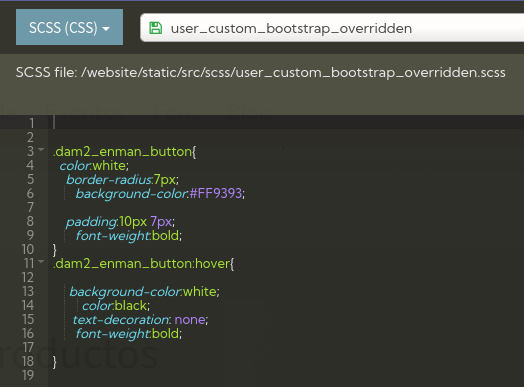 SCSS (CSS)
user_custom_bootstrap_overridden
SCSS file: /website/static/src/scss/user_custom_bootstrap_overridden.scss
1
2
3 .dam2_enman_button{
4 color:white;
5 border-radius:7px;
6 background-color:#FF9393;
7
8 padding:10px 7px;
9 font-weight:bold;
10 }
11 .dam2_enman_button:hover{
12
13 background-color:white;
14 color:black;
15 text-decoration: none;
16 font-weight:bold;
17
18 }
19
roductos